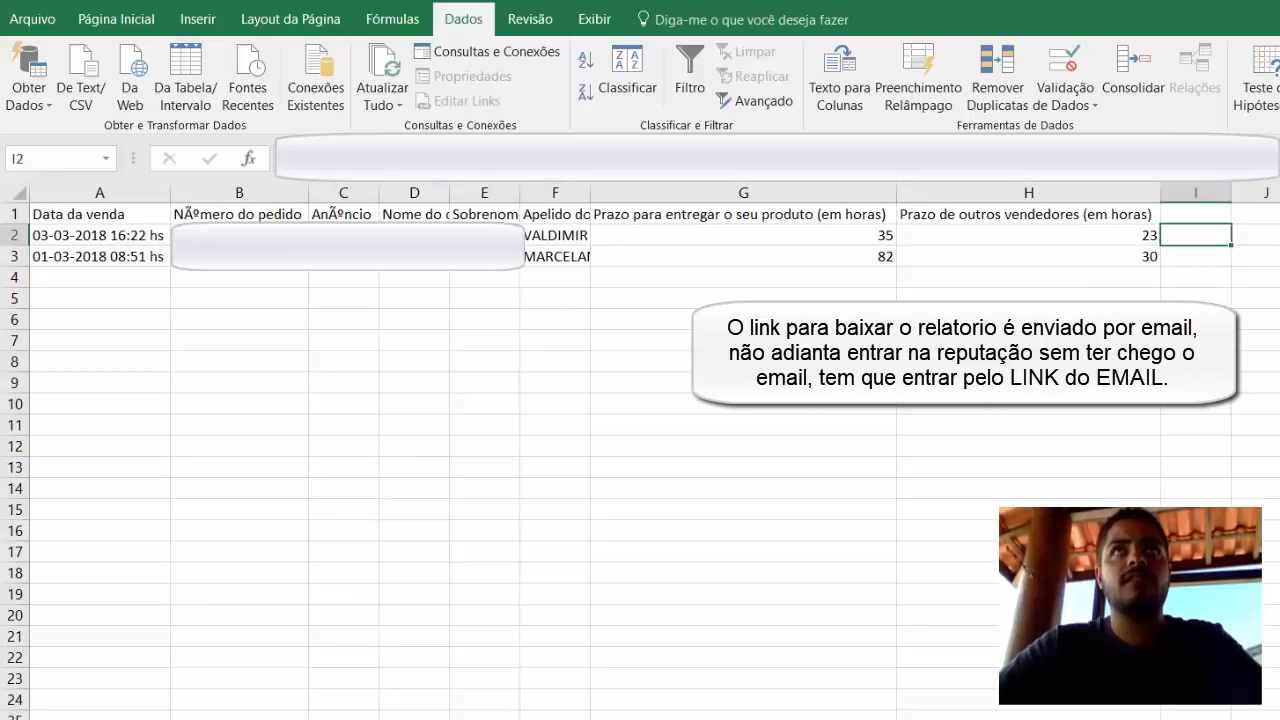 Arquivo Página Inicial Inserir Layout da Página Fórmulas Dados Revisão Exibir Diga-me o que você deseja fazer
Obter Dados
De Texto/ CSV
Da Web
Da Tabela/ Intervalo
Fontes Recentes
Obter e Transformar Dados
Conexões Existentes
Atualizar Tudo
Consultas e Conexões
Propriedades
Editar Links
Consultas e Conexões
Classificar
Filtro
Limpar
Reaplicar
Avançado
Classificar e Filtrar
Texto para Colunas
Preenchimento Relâmpago
Remover Duplicatas
Validação de Dados
Consolidar
Relações
Ferramentas de Dados
Teste de
I2 fx
A B C D E F G H I J
1 Data da venda NÃºmero do pedido AnÃºncio Nome do c Sobrenom Apelido do Prazo para entregar o seu produto (em horas) Prazo de outros vendedores (em horas)
2 03-03-2018 16:22 hs VALDIMIR 35 23
3 01-03-2018 08:51 hs MARCELAN 82 30
4
5
6
7
8
9
10
11
12
13
14
15
16
17
18
19
20
21
22
23
24
O link para baixar o relatorio é enviado por email,
não adianta entrar na reputação sem ter chego o
email, tem que entrar pelo LINK do EMAIL.